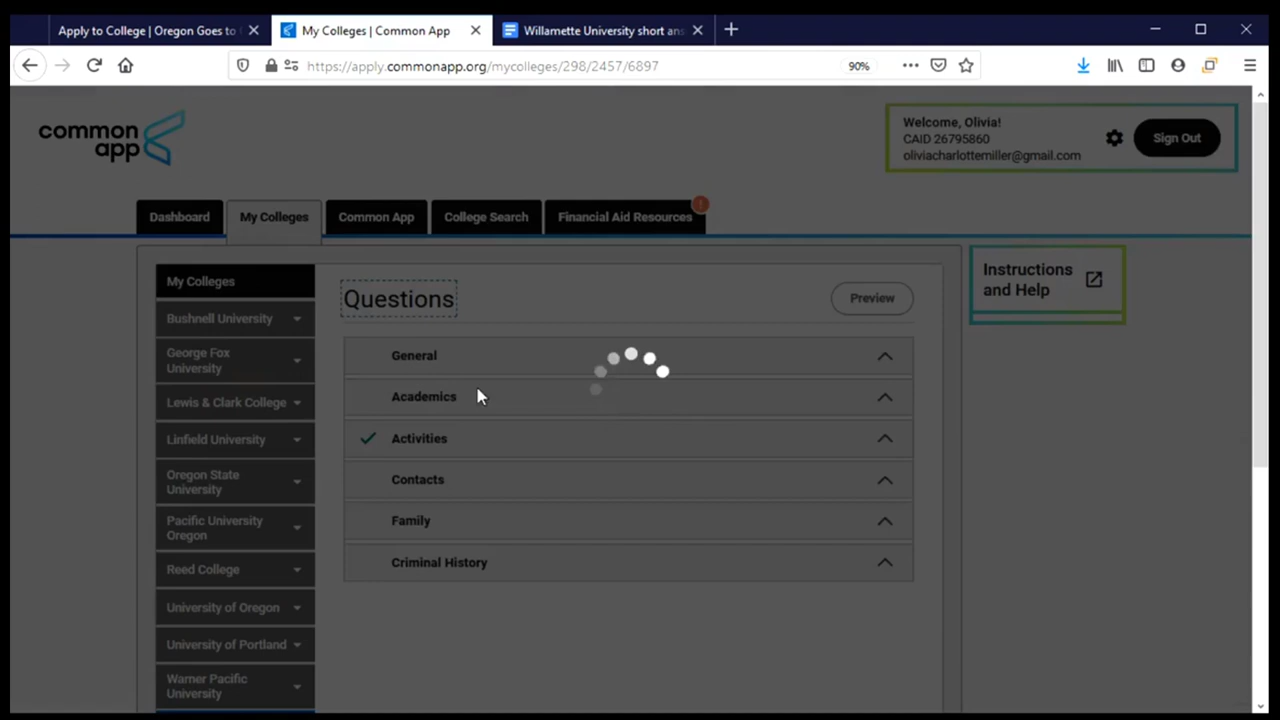 Apply to College | Oregon Goes to
My Colleges | Common App
Willamette University short ans
https://apply.commonapp.org/mycolleges/298/2457/6897
90%
common
app
Welcome, Olivia!
CAID 26795860
oliviacharlottemiller@gmail.com
Sign Out
Dashboard
My Colleges
Common App
College Search
Financial Aid Resources
!
My Colleges
Bushnell University
George Fox
University
Lewis & Clark College
Linfield University
Oregon State
University
Pacific University
Oregon
Reed College
University of Oregon
University of Portland
Warner Pacific
University
Questions
Preview
General
Academics
Activities
Contacts
Family
Criminal History
Instructions
and Help